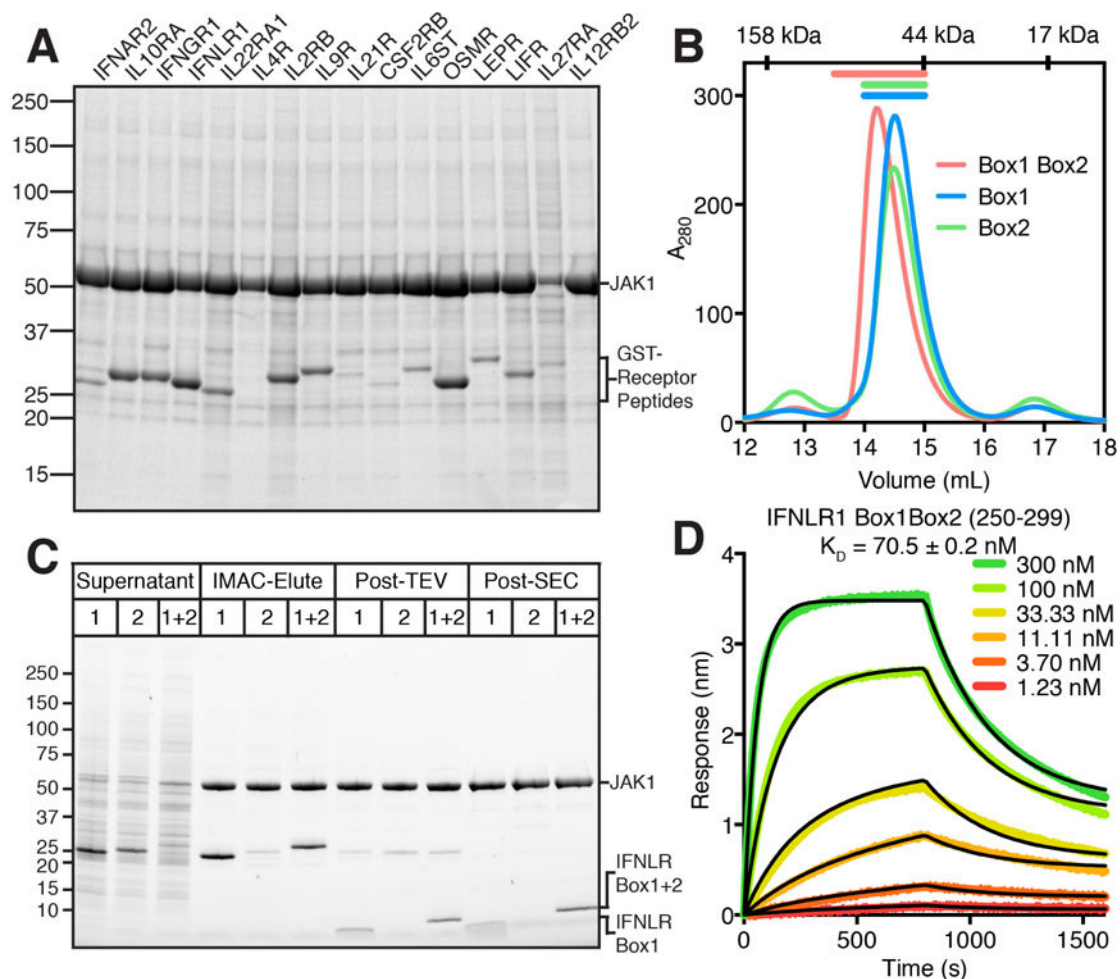 A
IFNAR2
IL10RA
IFNGR1
IFNLR1
IL22RA1
IL4R
IL2RB
IL9R
IL21R
CSF2RB
IL6ST
OSMR
LEPR
LIFR
IL27RA
IL12RB2
250
150
100
75
50
37
25
20
15
JAK1
GST-
Receptor
Peptides
B
158 kDa 44 kDa 17 kDa
300
200
100
0
A280
Box1 Box2
Box1
Box2
12 13 14 15 16 17 18
Volume (mL)
C
Supernatant IMAC-Elute Post-TEV Post-SEC
1 2 1+2 1 2 1+2 1 2 1+2 1 2 1+2
250
150
100
75
50
37
25
20
15
10
JAK1
IFNLR
Box1+2
IFNLR
Box1
D
IFNLR1 Box1Box2 (250-299)
KD = 70.5 ± 0.2 nM
300 nM
100 nM
33.33 nM
11.11 nM
3.70 nM
1.23 nM
4
3
2
1
0
Response (nm)
0 500 1000 1500
Time (s)